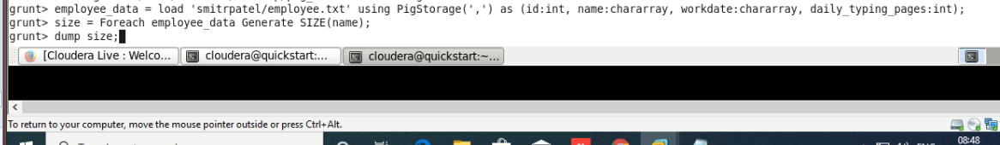 grunt> employee_data = load 'smitrpatel/employee.txt' using PigStorage(',') as (id:int, name:chararray, workdate:chararray, daily_typing_pages:int);
grunt> size = Foreach employee_data Generate SIZE(name);
grunt> dump size;
[Cloudera Live : Welco... cloudera@quickstart:... cloudera@quickstart:~...
To return to your computer, move the mouse pointer outside or press Ctrl+Alt.
08:48